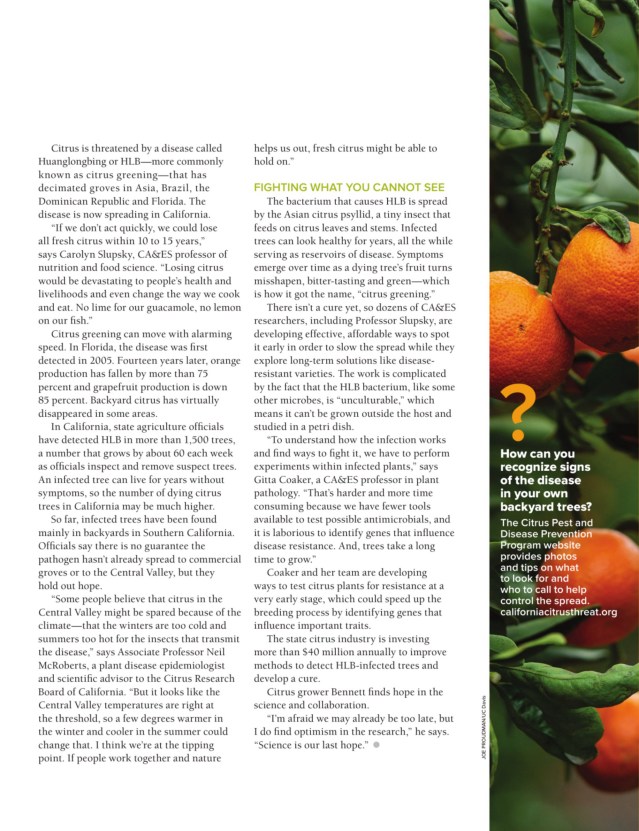 Citrus is threatened by a disease called
Huanglongbing or HLB—more commonly
known as citrus greening—that has
decimated groves in Asia, Brazil, the
Dominican Republic and Florida. The
disease is now spreading in California.
“If we don’t act quickly, we could lose
all fresh citrus within 10 to 15 years,”
says Carolyn Slupsky, CA&ES professor of
nutrition and food science. “Losing citrus
would be devastating to people’s health and
livelihoods and even change the way we cook
and eat. No lime for our guacamole, no lemon
on our fish.”
Citrus greening can move with alarming
speed. In Florida, the disease was first
detected in 2005. Fourteen years later, orange
production has fallen by more than 75
percent and grapefruit production is down
85 percent. Backyard citrus has virtually
disappeared in some areas.
In California, state agriculture officials
have detected HLB in more than 1,500 trees,
a number that grows by about 60 each week
as officials inspect and remove suspect trees.
An infected tree can live for years without
symptoms, so the number of dying citrus
trees in California may be much higher.
So far, infected trees have been found
mainly in backyards in Southern California.
Officials say there is no guarantee the
pathogen hasn’t already spread to commercial
groves or to the Central Valley, but they
hold out hope.
“Some people believe that citrus in the
Central Valley might be spared because of the
climate—that the winters are too cold and
summers too hot for the insects that transmit
the disease,” says Associate Professor Neil
McRoberts, a plant disease epidemiologist
and scientific advisor to the Citrus Research
Board of California. “But it looks like the
Central Valley temperatures are right at
the threshold, so a few degrees warmer in
the winter and cooler in the summer could
change that. I think we’re at the tipping
point. If people work together and nature
helps us out, fresh citrus might be able to
hold on.”
FIGHTING WHAT YOU CANNOT SEE
The bacterium that causes HLB is spread
by the Asian citrus psyllid, a tiny insect that
feeds on citrus leaves and stems. Infected
trees can look healthy for years, all the while
serving as reservoirs of disease. Symptoms
emerge over time as a dying tree’s fruit turns
misshapen, bitter-tasting and green—which
is how it got the name, “citrus greening.”
There isn’t a cure yet, so dozens of CA&ES
researchers, including Professor Slupsky, are
developing effective, affordable ways to spot
it early in order to slow the spread while they
explore long-term solutions like disease-
resistant varieties. The work is complicated
by the fact that the HLB bacterium, like some
other microbes, is “unculturable,” which
means it can’t be grown outside the host and
studied in a petri dish.
“To understand how the infection works
and find ways to fight it, we have to perform
experiments within infected plants,” says
Gitta Coaker, a CA&ES professor in plant
pathology. “That’s harder and more time
consuming because we have fewer tools
available to test possible antimicrobials, and
it is laborious to identify genes that influence
disease resistance. And, trees take a long
time to grow.”
Coaker and her team are developing
ways to test citrus plants for resistance at a
very early stage, which could speed up the
breeding process by identifying genes that
influence important traits.
The state citrus industry is investing
more than $40 million annually to improve
methods to detect HLB-infected trees and
develop a cure.
Citrus grower Bennett finds hope in the
science and collaboration.
“I’m afraid we may already be too late, but
I do find optimism in the research,” he says.
“Science is our last hope.”
JOE PROUDMAN/UC Davis
?
How can you
recognize signs
of the disease
in your own
backyard trees?
The Citrus Pest and
Disease Prevention
Program website
provides photos
and tips on what
to look for and
who to call to help
control the spread.
californiacitrusthreat.org